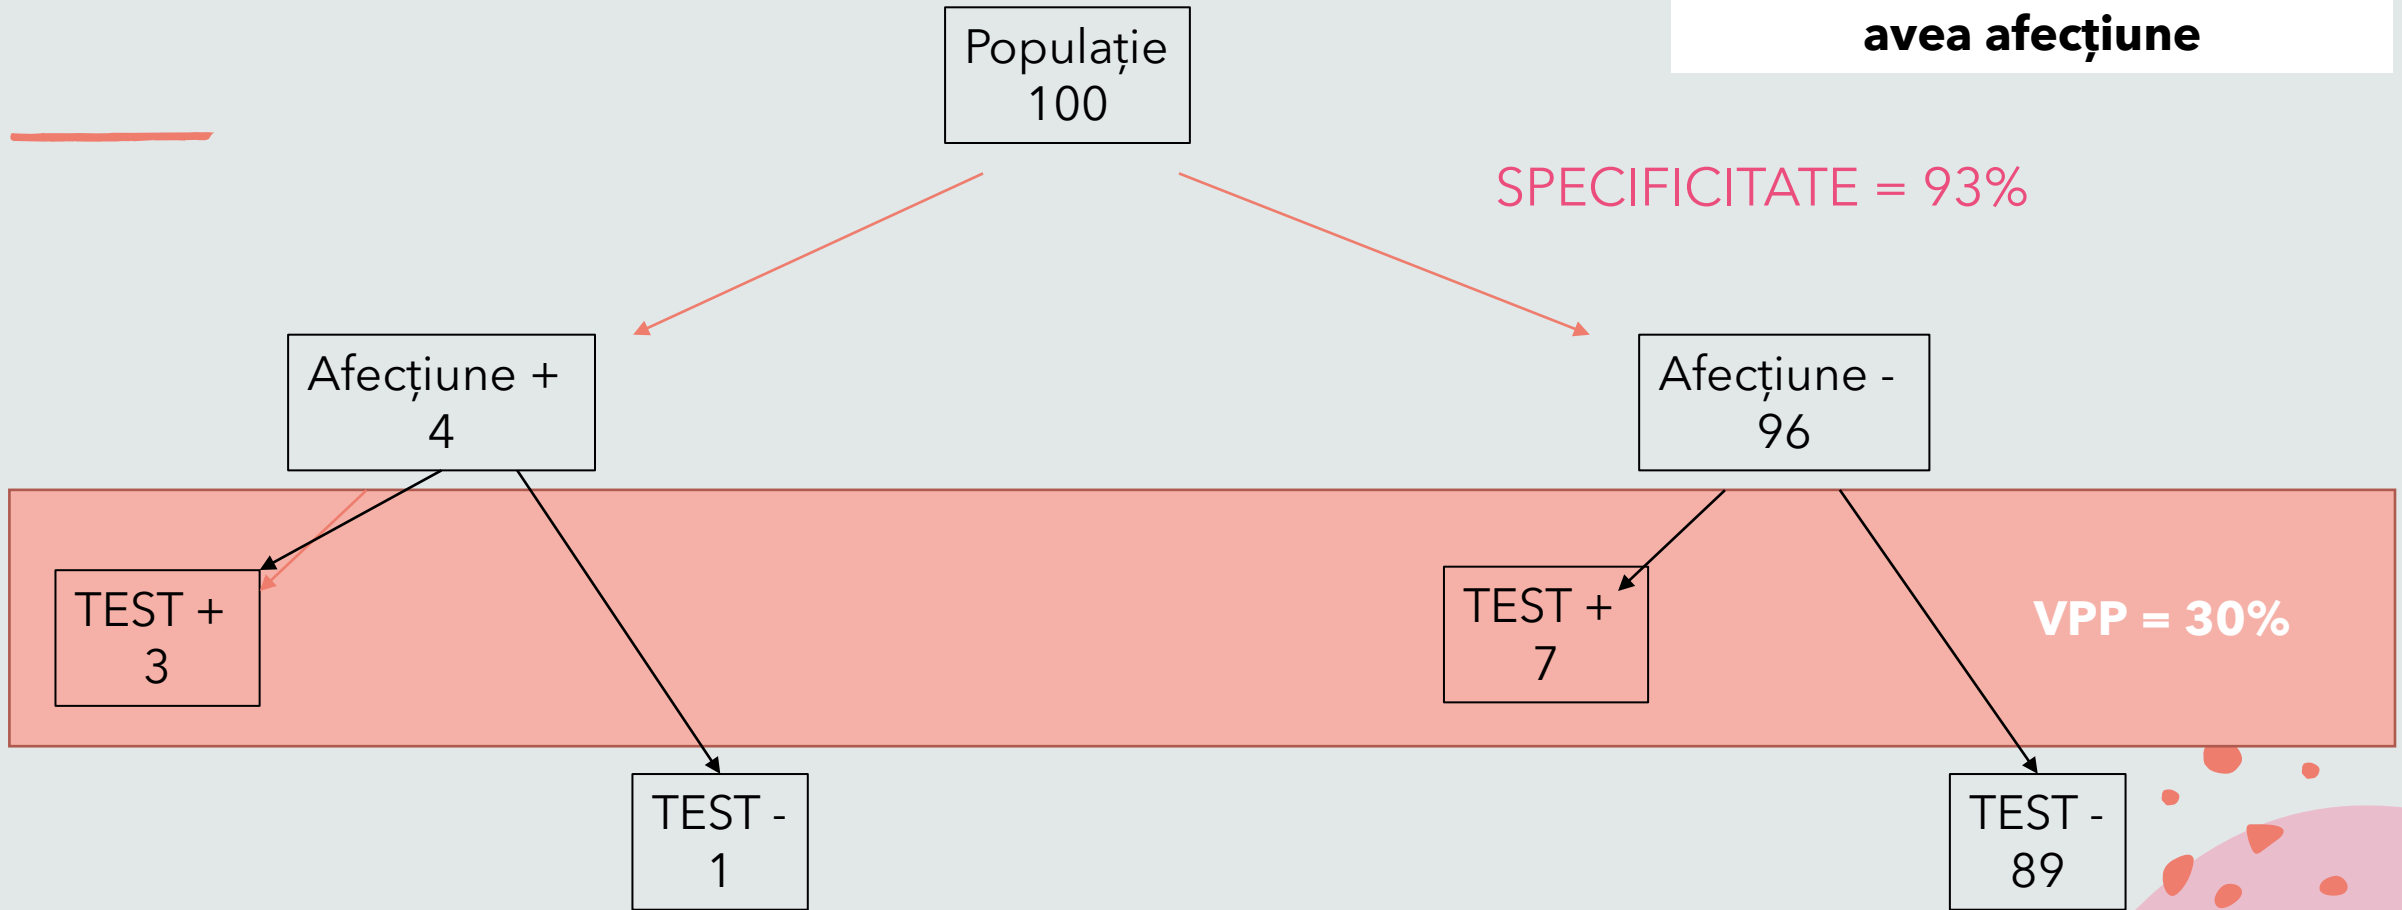 avea afecțiune
Populație
100
SPECIFICITATE = 93%
Afecțiune +
4
Afecțiune -
96
TEST +
3
TEST +
7
VPP = 30%
TEST -
1
TEST -
89